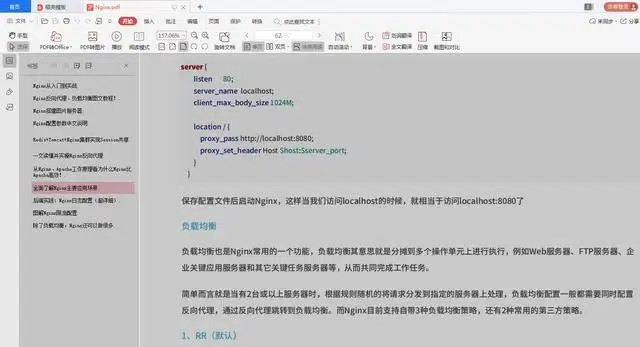 首页
稻壳模板
Nginx.pdf
文件
开始
插入
编辑
页面
保护
转换
查找文本
未同步
分享
手型
选择
PDF转Office
PDF转图片
播放
阅读模式
157.06%
62
旋转文档
单页
双页
连续阅读
自动滚动
背景
划词翻译
全文翻译
压缩
截图和对比
书签
Nginx从入门到实战
Nginx反向代理、负载均衡图文教程！
Nginx搭建图片服务器
Nginx配置参数中文说明
Redis+Tomcat+Nginx集群实现Session共享
一文读懂并实操Nginx反向代理
从Nginx、Apache工作原理看为什么Nginx比
Apache高效！
全面了解Nginx主要应用场景
后端实践：Nginx日志配置（超详细）
图解Nginx限流配置
除了负载均衡，Nginx还可以做很多
server {
listen 80;
server_name localhost;
client_max_body_size 1024M;
location / {
proxy_pass http://localhost:8080;
proxy_set_header Host $host:$server_port;
}
}
保存配置文件后启动Nginx，这样当我们访问localhost的时候，就相当于访问localhost:8080了
负载均衡
负载均衡也是Nginx常用的一个功能，负载均衡其意思就是分摊到多个操作单元上进行执行，例如Web服务器、FTP服务器、企
业关键应用服务器和其它关键任务服务器等，从而共同完成工作任务。
简单而言就是当有2台或以上服务器时，根据规则随机的将请求分发到指定的服务器上处理，负载均衡配置一般都需要同时配置
反向代理，通过反向代理跳转到负载均衡。而Nginx目前支持自带3种负载均衡策略，还有2种常用的第三方策略。
1、RR（默认）